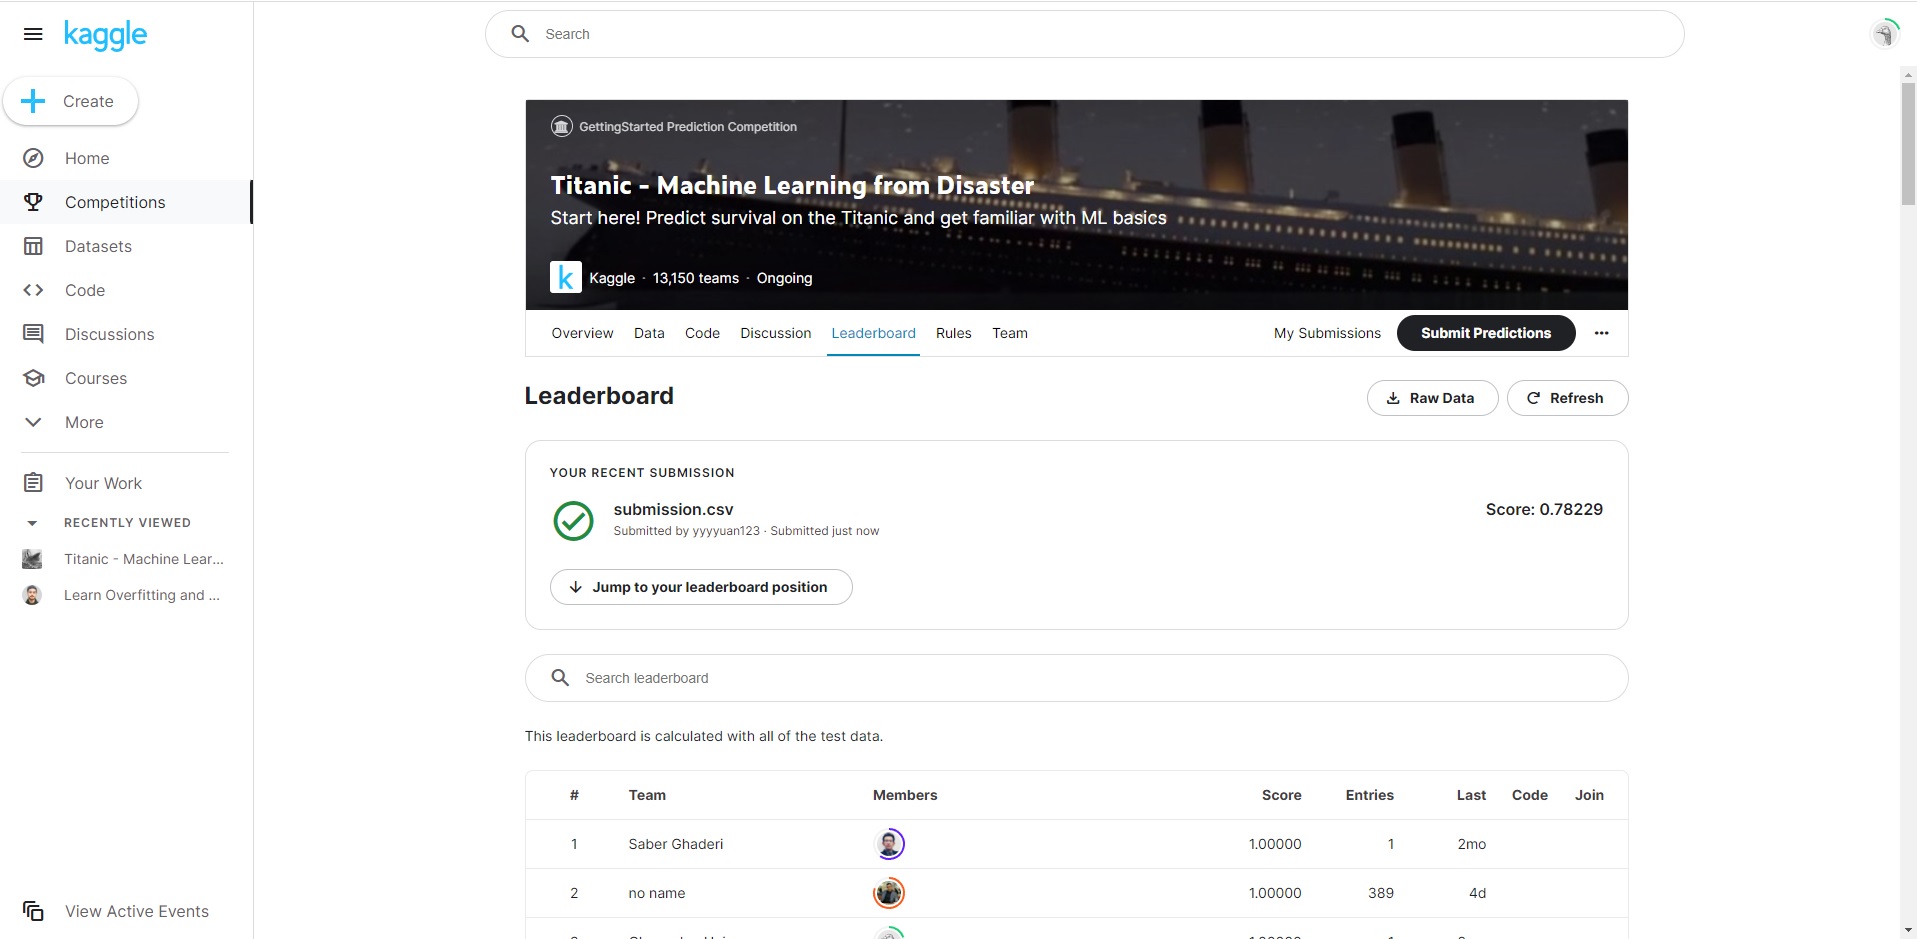 kaggle
Search
Create
Home
Competitions
Datasets
Code
Discussions
Courses
More
Your Work
RECENTLY VIEWED
Titanic - Machine Lear...
Learn Overfitting and ...
View Active Events
GettingStarted Prediction Competition
Titanic - Machine Learning from Disaster
Start here! Predict survival on the Titanic and get familiar with ML basics
k Kaggle · 13,150 teams · Ongoing
Overview Data Code Discussion Leaderboard Rules Team My Submissions Submit Predictions
Leaderboard Raw Data Refresh
YOUR RECENT SUBMISSION
submission.csv Score: 0.78229
Submitted by yyyyuan123 · Submitted just now
Jump to your leaderboard position
Search leaderboard
This leaderboard is calculated with all of the test data.
# Team Members Score Entries Last Code Join
1 Saber Ghaderi 1.00000 1 2mo
2 no name 1.00000 389 4d